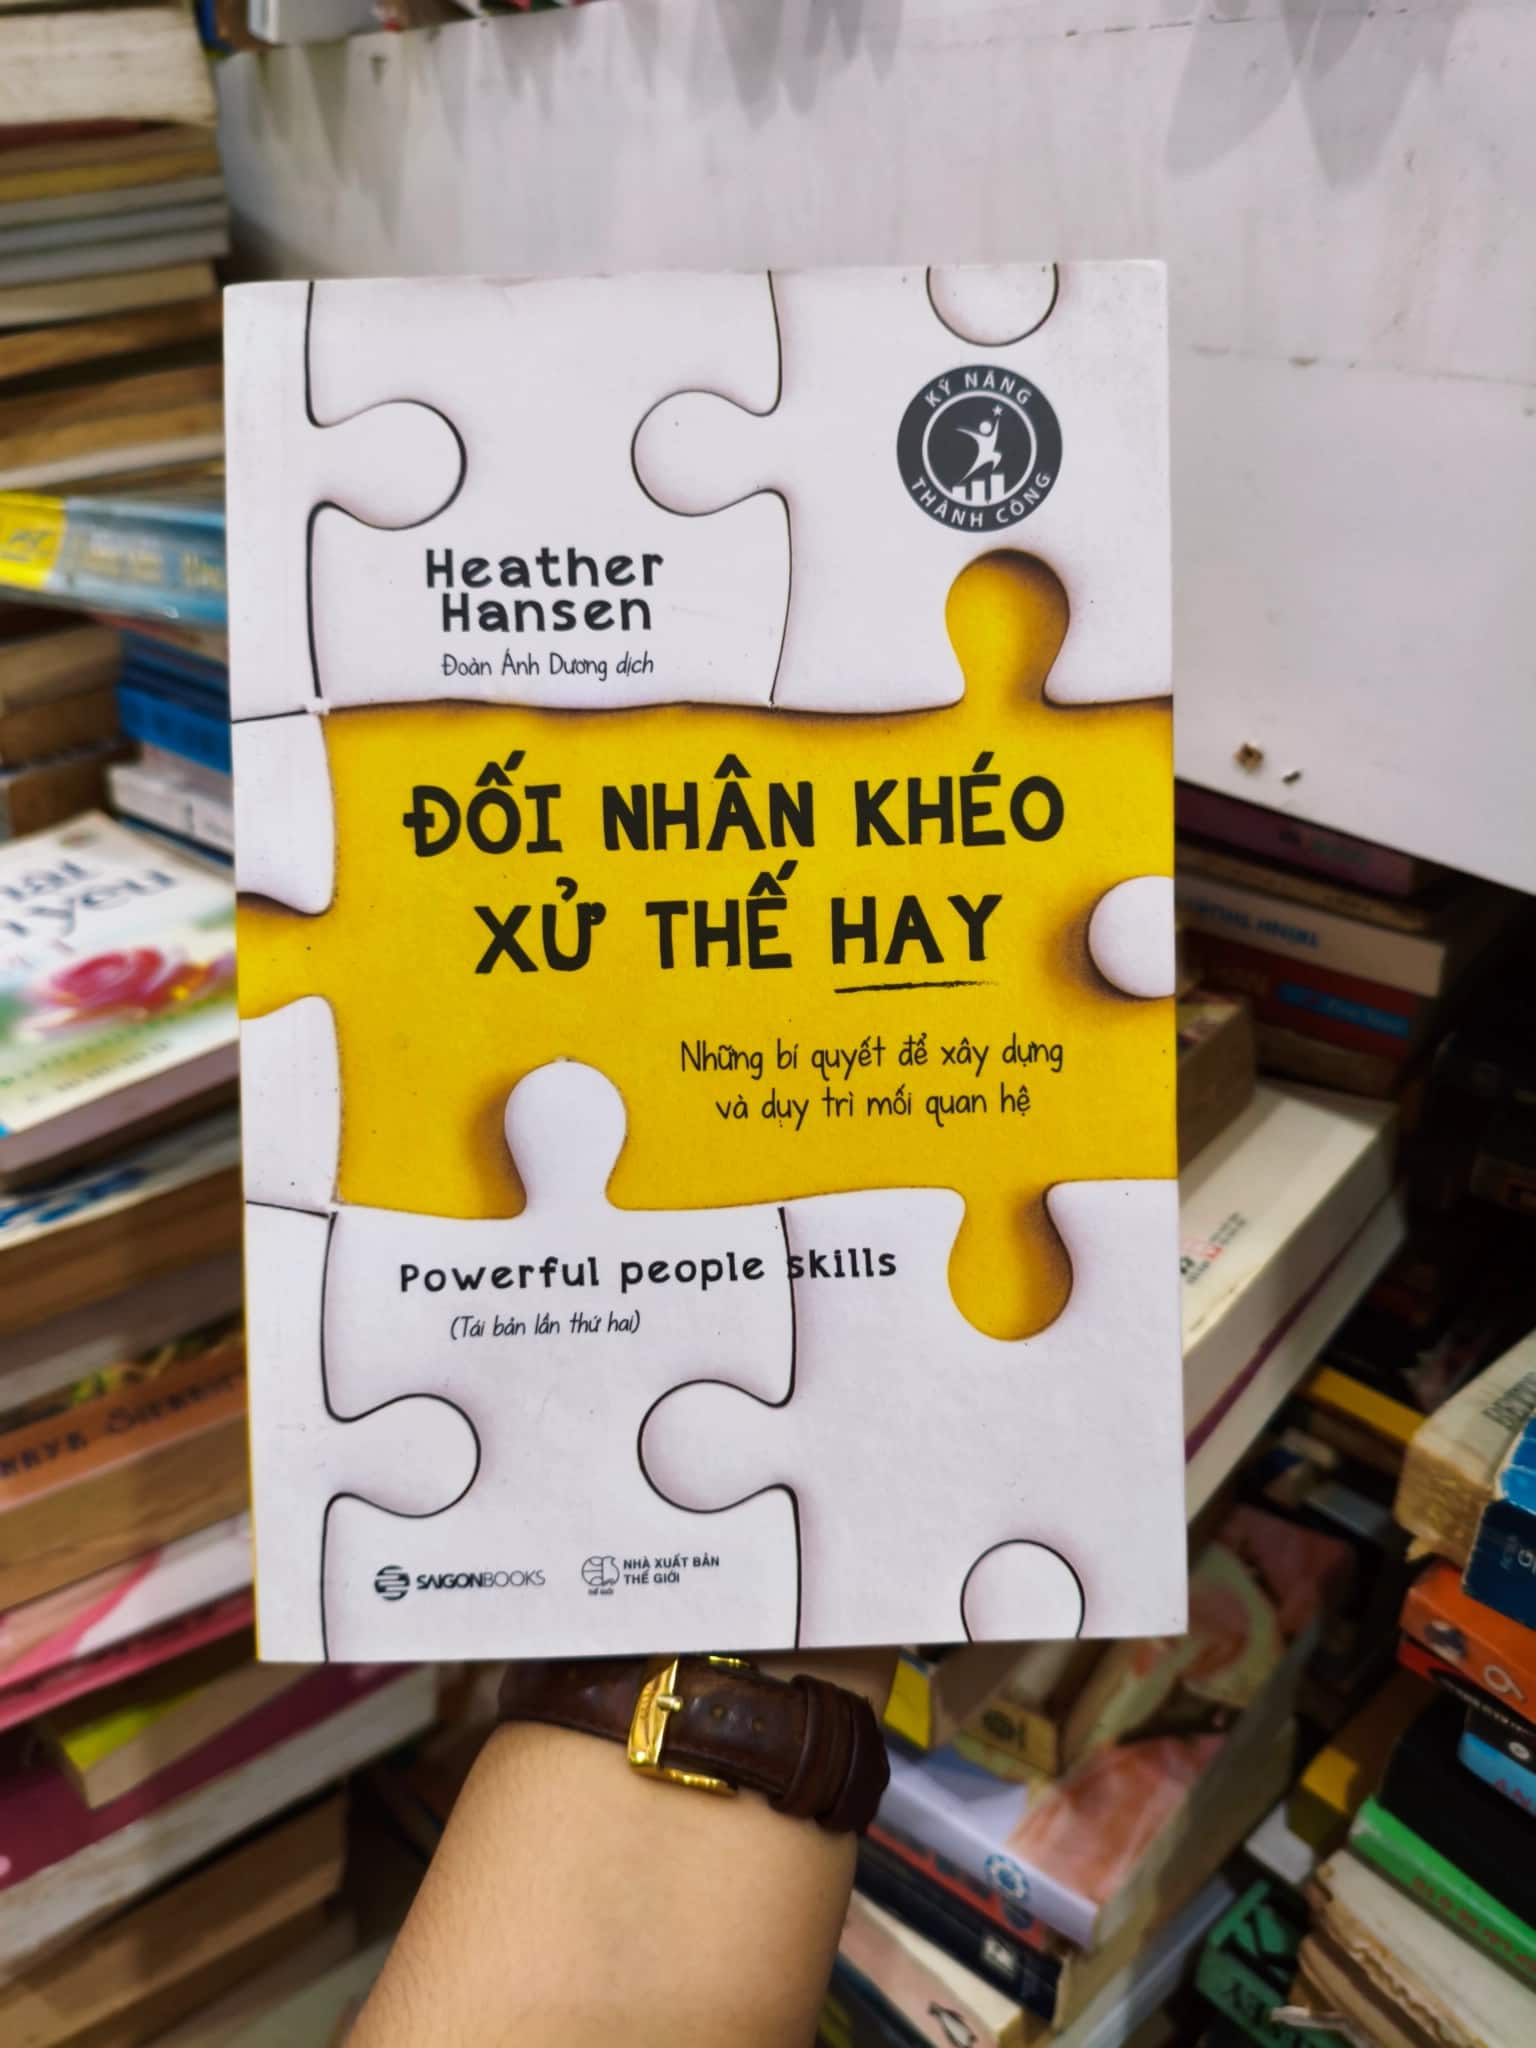 KỸ NĂNG
THÀNH CÔNG
Heather
Hansen
Đoàn Ánh Dương dịch
ĐỐI NHÂN KHÉO
XỬ THẾ HAY
Những bí quyết để xây dựng
và duy trì mối quan hệ
Powerful people skills
(Tái bản lần thứ hai)
SAIGONBOOKS
NHÀ XUẤT BẢN
THẾ GIỚI